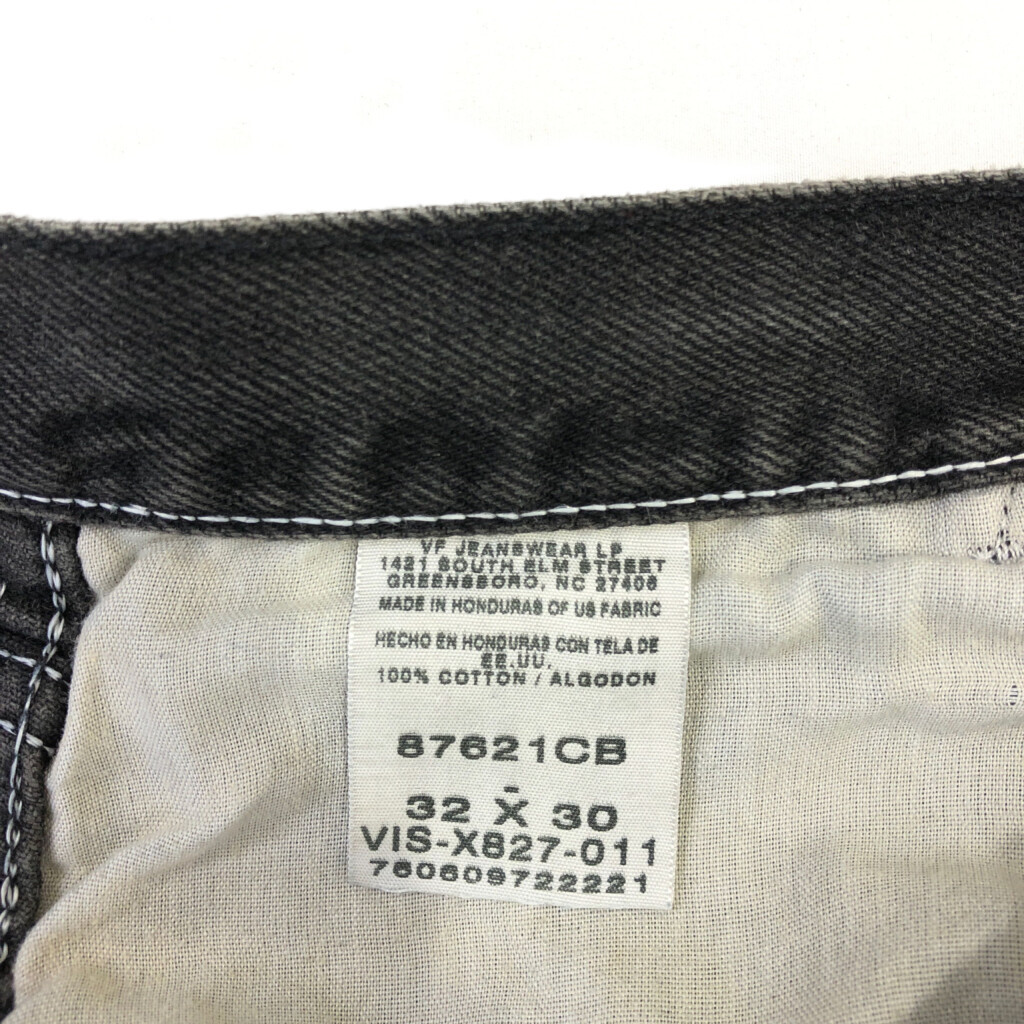 VF JEANSWEAR LP
1421 SOUTH ELM STREET
GREENSBORO, NC 27406
MADE IN HONDURAS OF US FABRIC
HECHO EN HONDURAS CON TELA DE
EE.UU.
100% COTTON / ALGODON
87621CB
-
32 X 30
VIS-X827-011
760609722221